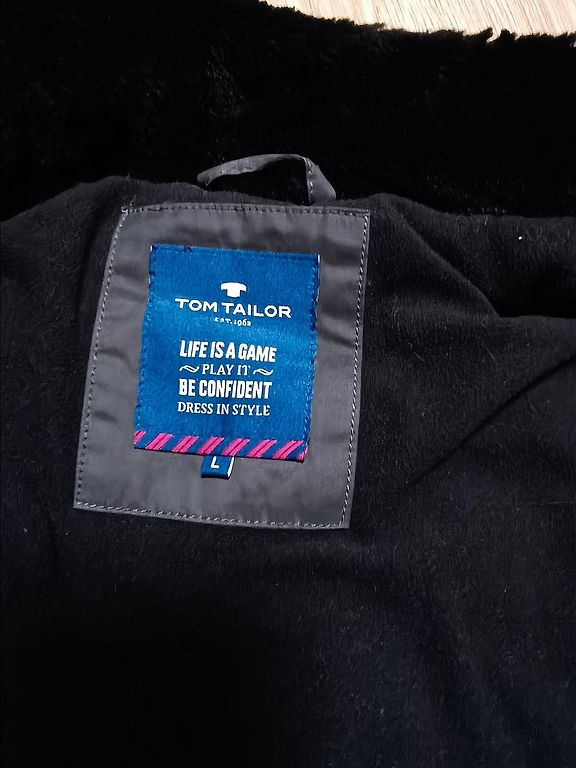 TOM TAILOR
EST. 1962
LIFE IS A GAME
PLAY IT
BE CONFIDENT
DRESS IN STYLE
L